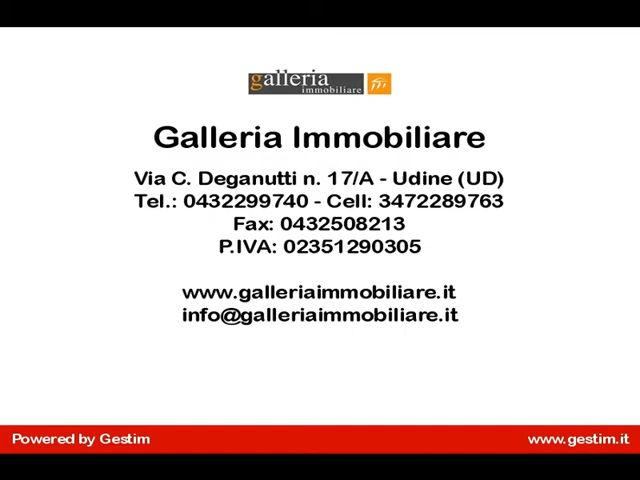 galleria
immobiliare
Galleria Immobiliare
Via C. Deganutti n. 17/A - Udine (UD)
Tel.: 0432299740 - Cell: 3472289763
Fax: 0432508213
P.IVA: 02351290305
www.galleriaimmobiliare.it
info@galleriaimmobiliare.it
Powered by Gestim
www.gestim.it